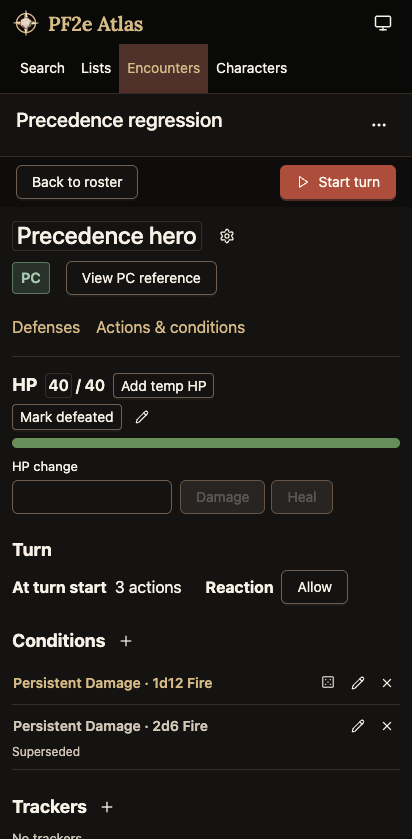 PF2e Atlas
Search Lists Encounters Characters
Precedence regression
...
Back to roster Start turn
Precedence hero
PC View PC reference
Defenses Actions & conditions
HP 40 / 40 Add temp HP
Mark defeated
HP change
Damage Heal
Turn
At turn start 3 actions Reaction Allow
Conditions +
Persistent Damage · 1d12 Fire
Persistent Damage · 2d6 Fire
Superseded
Trackers +
No trackers